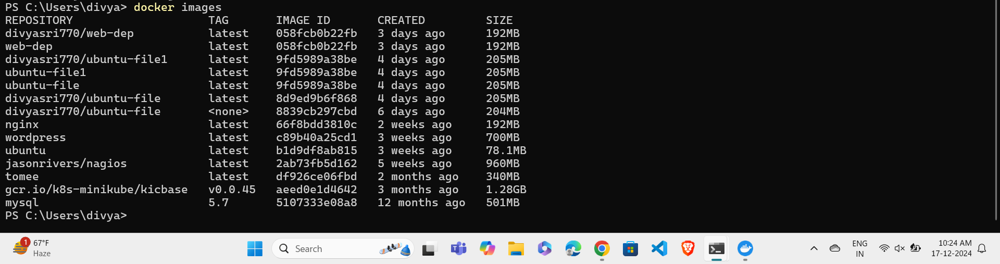 PS C:\Users\divya> docker images
REPOSITORY TAG IMAGE ID CREATED SIZE
divyasri770/web-dep latest 058fcb0b22fb 3 days ago 192MB
web-dep latest 058fcb0b22fb 3 days ago 192MB
divyasri770/ubuntu-file1 latest 9fd5989a38be 4 days ago 205MB
ubuntu-file1 latest 9fd5989a38be 4 days ago 205MB
ubuntu-file latest 9fd5989a38be 4 days ago 205MB
divyasri770/ubuntu-file latest 8d9ed9b6f868 4 days ago 205MB
divyasri770/ubuntu-file <none> 8839cb297cbd 6 days ago 204MB
nginx latest 66f8bdd3810c 2 weeks ago 192MB
wordpress latest c89b40a25cd1 3 weeks ago 700MB
ubuntu latest b1d9df8ab815 3 weeks ago 78.1MB
jasonrivers/nagios latest 2ab73fb5d162 5 weeks ago 960MB
tomee latest df926ce06fbd 2 months ago 340MB
gcr.io/k8s-minikube/kicbase v0.0.45 aeed0e1d4642 3 months ago 1.28GB
mysql 5.7 5107333e08a8 12 months ago 501MB
PS C:\Users\divya>
1
67°F
Haze
Search
ENG
IN
10:24 AM
17-12-2024